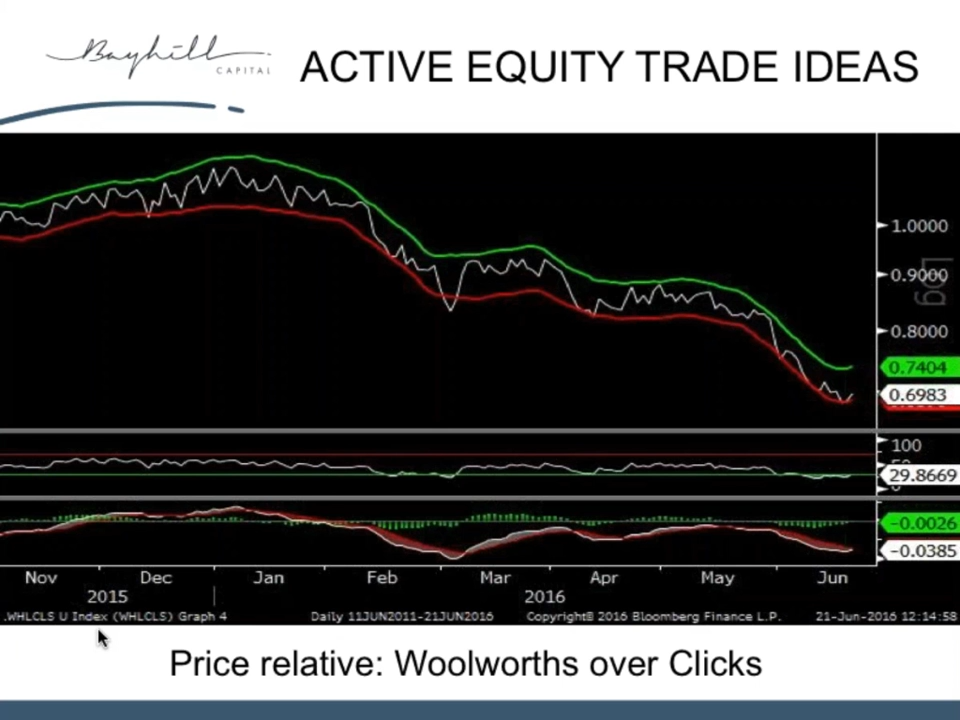 Bayhill
CAPITAL
ACTIVE EQUITY TRADE IDEAS
1.0000
0.9000
Log
0.8000
0.7404
0.6983
100
29.8669
0
-0.0026
-0.0385
Nov Dec Jan Feb Mar Apr May Jun
2015 2016
.WHLCLS U Index (WHLCLS) Graph 4 Daily 11JUN2011-21JUN2016 Copyright© 2016 Bloomberg Finance L.P. 21-Jun-2016 12:14:58
Price relative: Woolworths over Clicks